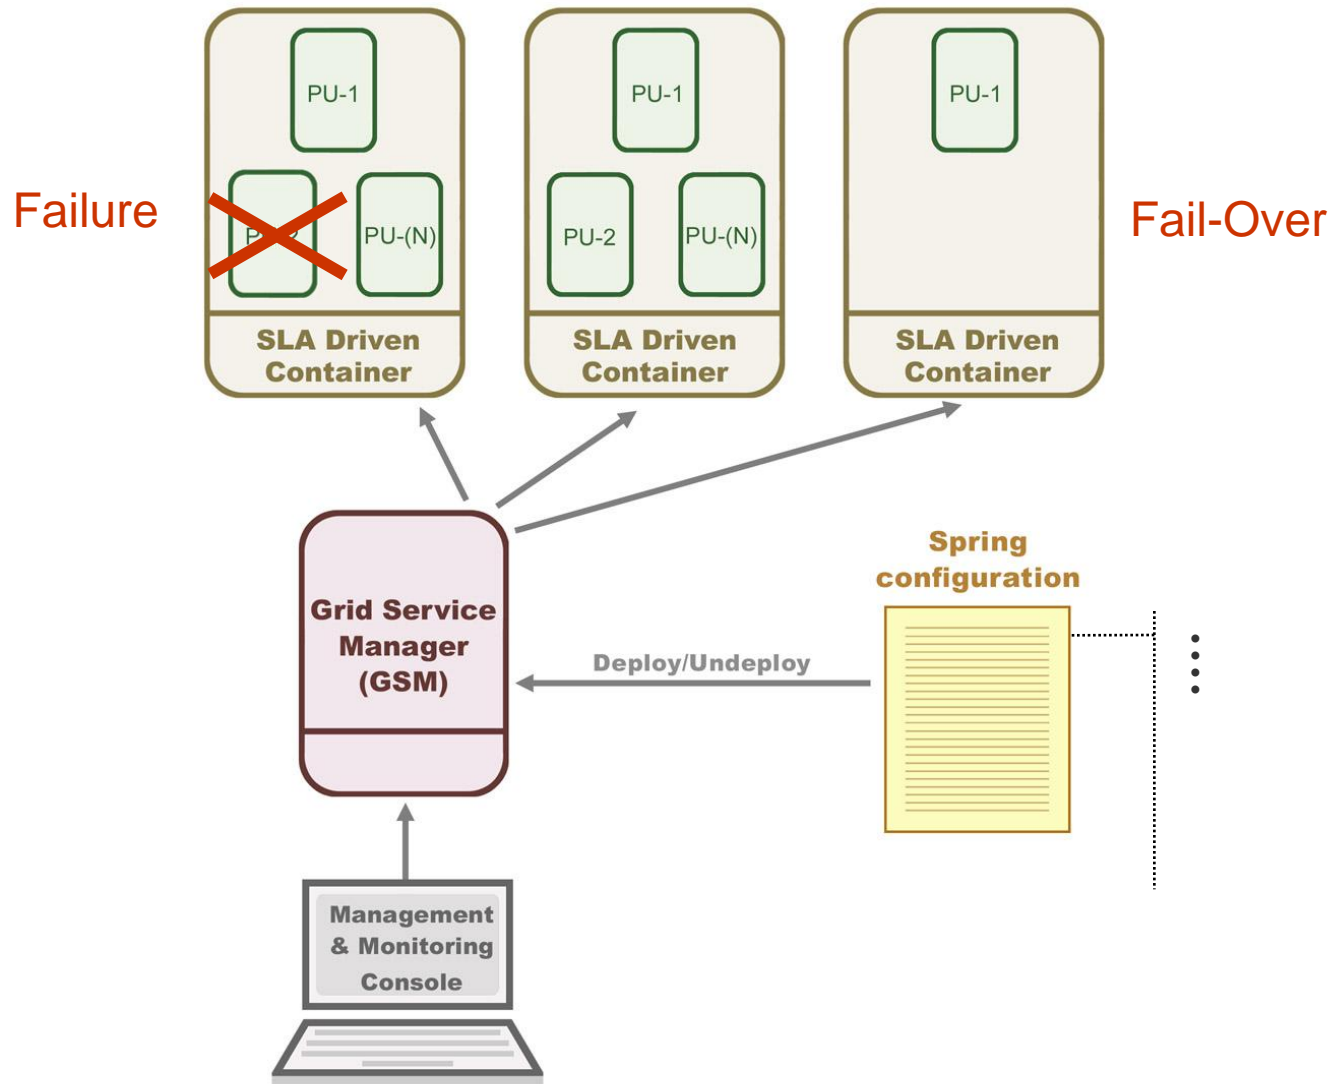 PU-1
PU-1
PU-1
Failure
PU-(N)
PU-2
PU-(N)
Fail-Over
SLA Driven
Container
SLA Driven
Container
SLA Driven
Container
Spring
configuration
Grid Service
Manager
(GSM)
Deploy/Undeploy
Management
& Monitoring
Console